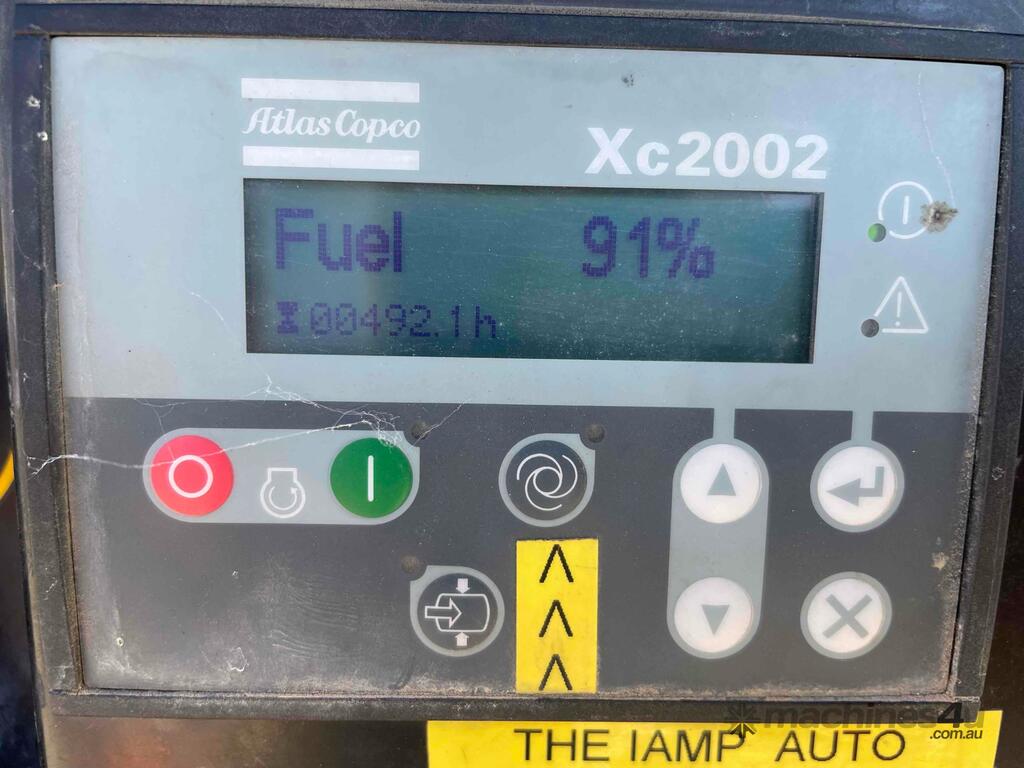 Atlas Copco
Xc2002
Fuel 91%
00492.1h
THE IAMP AUTO
machines4u
.com.au